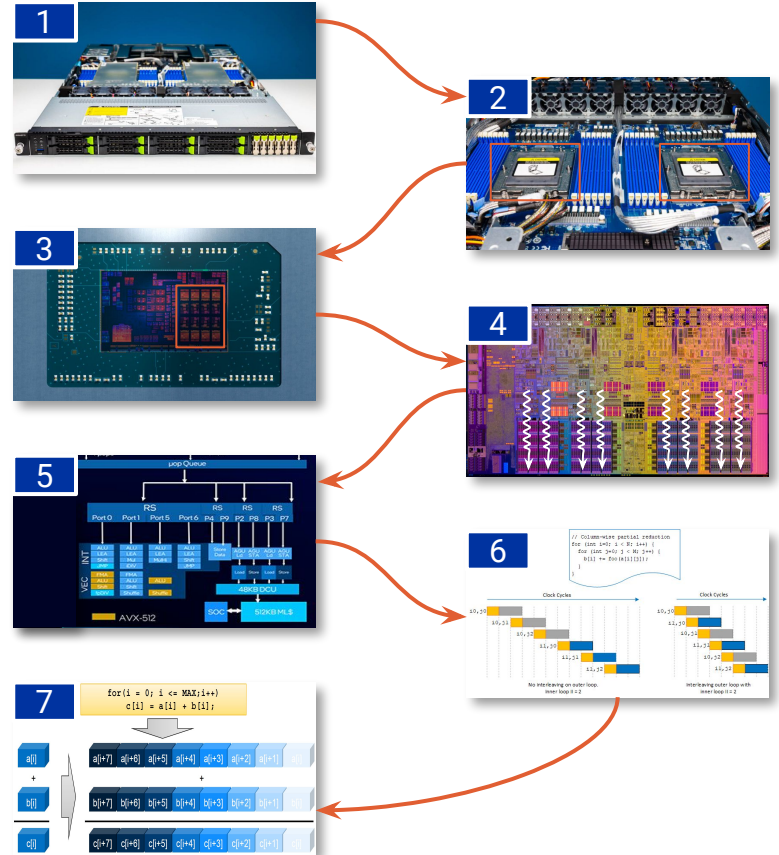 1
2
3
4
5
µop Queue
RS RS RS RS
Port 0 Port 1 Port 5 Port 6 P4 P9 P2 P8 P3 P7
INT
ALU ALU ALU ALU
LEA LEA LEA LEA
Shift Mul MulHi Shift
JMP JMP
Store
Data
AGU AGU AGU AGU
STA STA
Load Store Load Store
VEC
FMA FMA
ALU ALU ALU
Shift Shift
Shuffle Shuffle
48KB DCU
AVX-512
SOC
512KB ML$
6
// Column-wise partial reduction
for (int i=0; i < M; i++) {
for (int j=0; j < N; j++) {
b[i] += foo(a[i][j]);
}
}
Clock Cycles
Clock Cycles
i0,j0
i0,j1
i0,j2
i1,j0
i1,j1
i1,j2
i0,j0
i1,j0
i0,j1
i1,j1
i0,j2
i1,j2
No interleaving on outer loop.
Inner loop II = 2
Interleaving outer loop with
inner loop II = 2
7
for(i = 0; i <= MAX;i++)
c[i] = a[i] + b[i];
a[i] a[i+7] a[i+6] a[i+5] a[i+4] a[i+3] a[i+2] a[i+1] a[i]
+ +
b[i] b[i+7] b[i+6] b[i+5] b[i+4] b[i+3] b[i+2] b[i+1] b[i]
c[i] c[i+7] c[i+6] c[i+5] c[i+4] c[i+3] c[i+2] c[i+1] c[i]